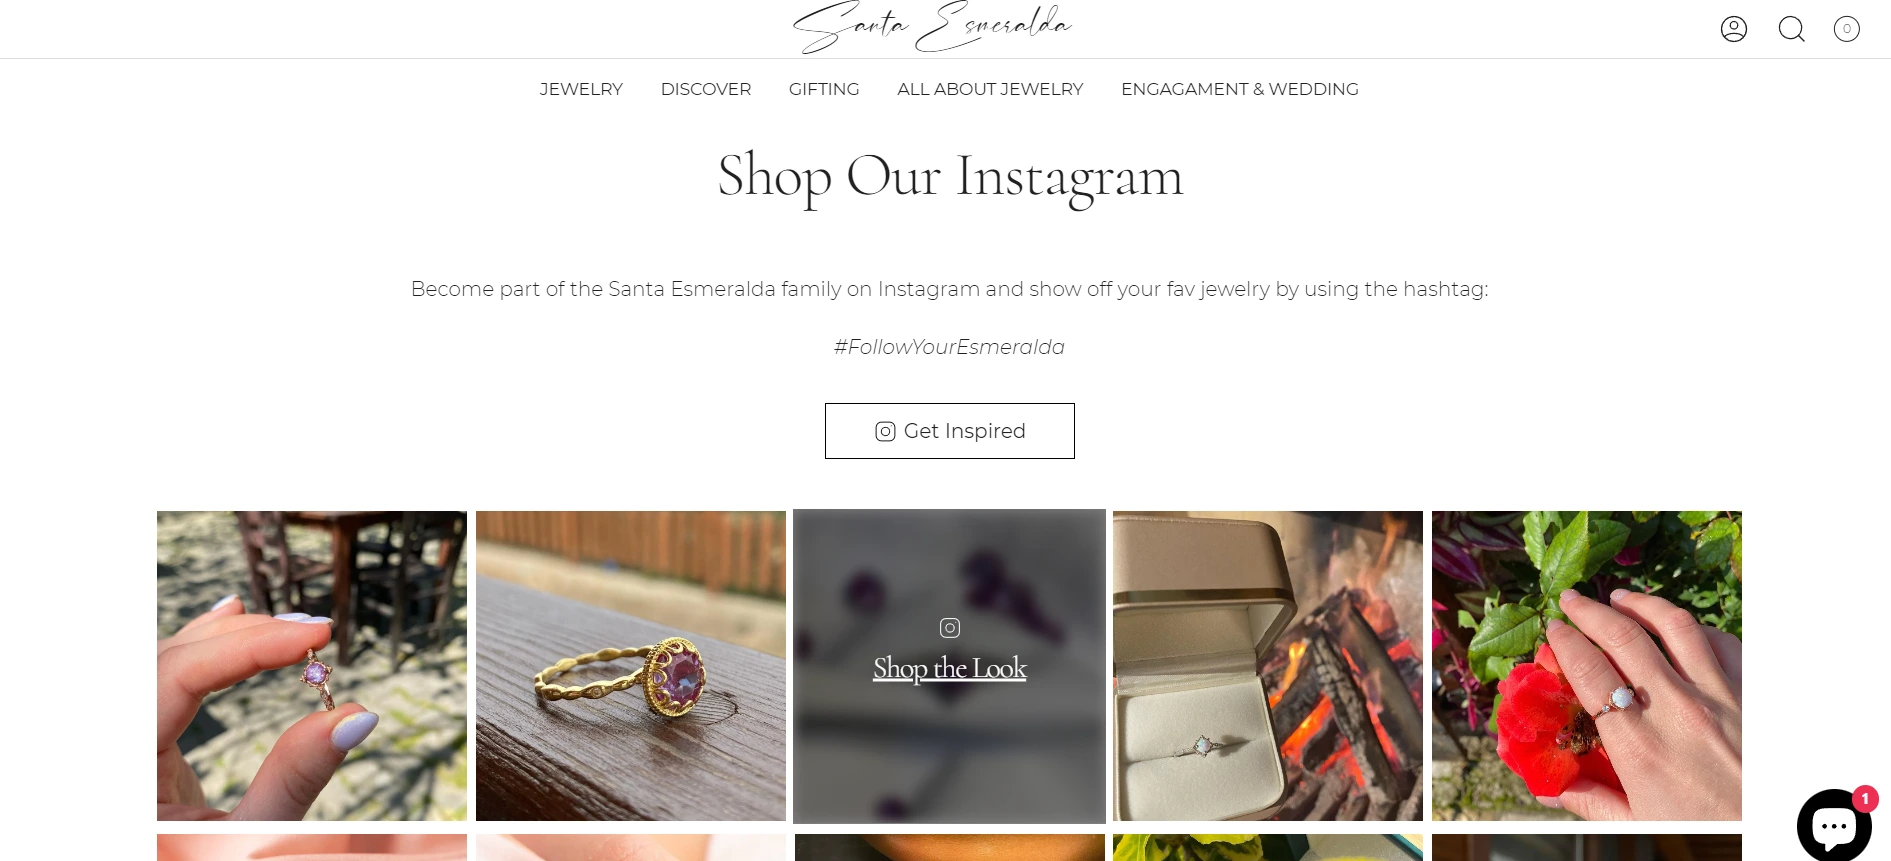 Santa Esmeralda
0
JEWELRY DISCOVER GIFTING ALL ABOUT JEWELRY ENGAGAMENT & WEDDING
Shop Our Instagram
Become part of the Santa Esmeralda family on Instagram and show off your fav jewelry by using the hashtag:
#FollowYourEsmeralda
Get Inspired
Shop the Look
1